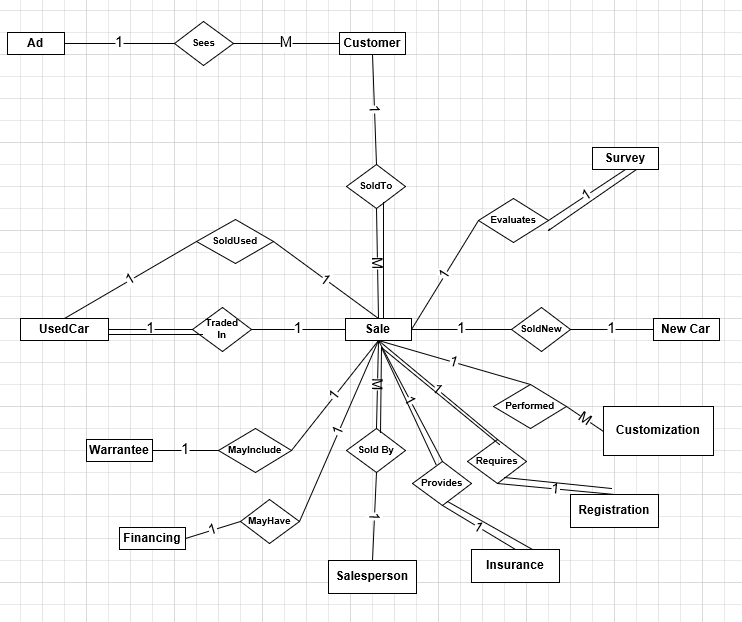 Ad
1
Sees
M
Customer
1
SoldTo
M
Survey
1
Evaluates
1
SoldUsed
1
1
UsedCar
1
Traded
In
1
Sale
1
SoldNew
1
New Car
1
Performed
M
Customization
1
MayInclude
1
Warrantee
1
MayHave
1
Financing
M
Sold By
1
Salesperson
1
Provides
1
Insurance
1
Requires
1
Registration